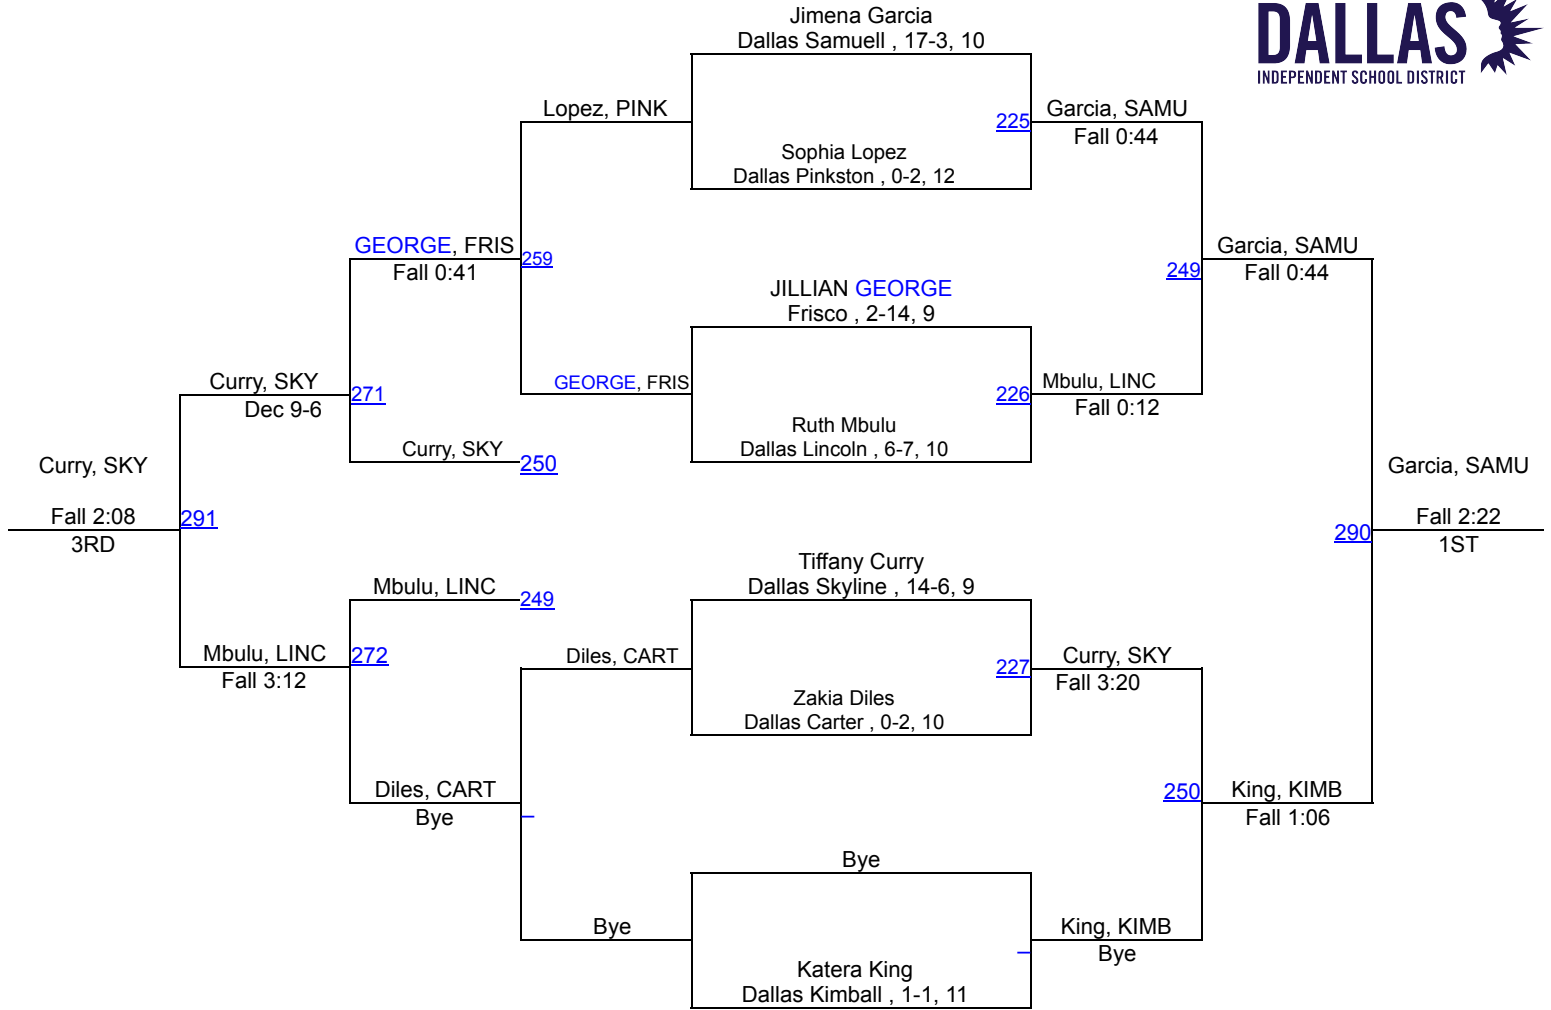 Jimena Garcia
Dallas Samuell , 17-3, 10
DALLAS
INDEPENDENT SCHOOL DISTRICT
Lopez, PINK
225
Garcia, SAMU
Fall 0:44
Sophia Lopez
Dallas Pinkston , 0-2, 12
GEORGE, FRIS
Fall 0:41
259
Garcia, SAMU
Fall 0:44
249
JILLIAN GEORGE
Frisco , 2-14, 9
Curry, SKY
Dec 9-6
271
GEORGE, FRIS
226
Mbulu, LINC
Fall 0:12
Ruth Mbulu
Dallas Lincoln , 6-7, 10
Curry, SKY
250
Curry, SKY
Fall 2:08
3RD
291
Garcia, SAMU
290
Fall 2:22
1ST
Tiffany Curry
Dallas Skyline , 14-6, 9
Mbulu, LINC
249
Mbulu, LINC
Fall 3:12
272
Diles, CART
227
Curry, SKY
Fall 3:20
Zakia Diles
Dallas Carter , 0-2, 10
Diles, CART
Bye
250
King, KIMB
Fall 1:06
Bye
Bye
King, KIMB
Bye
Katera King
Dallas Kimball , 1-1, 11